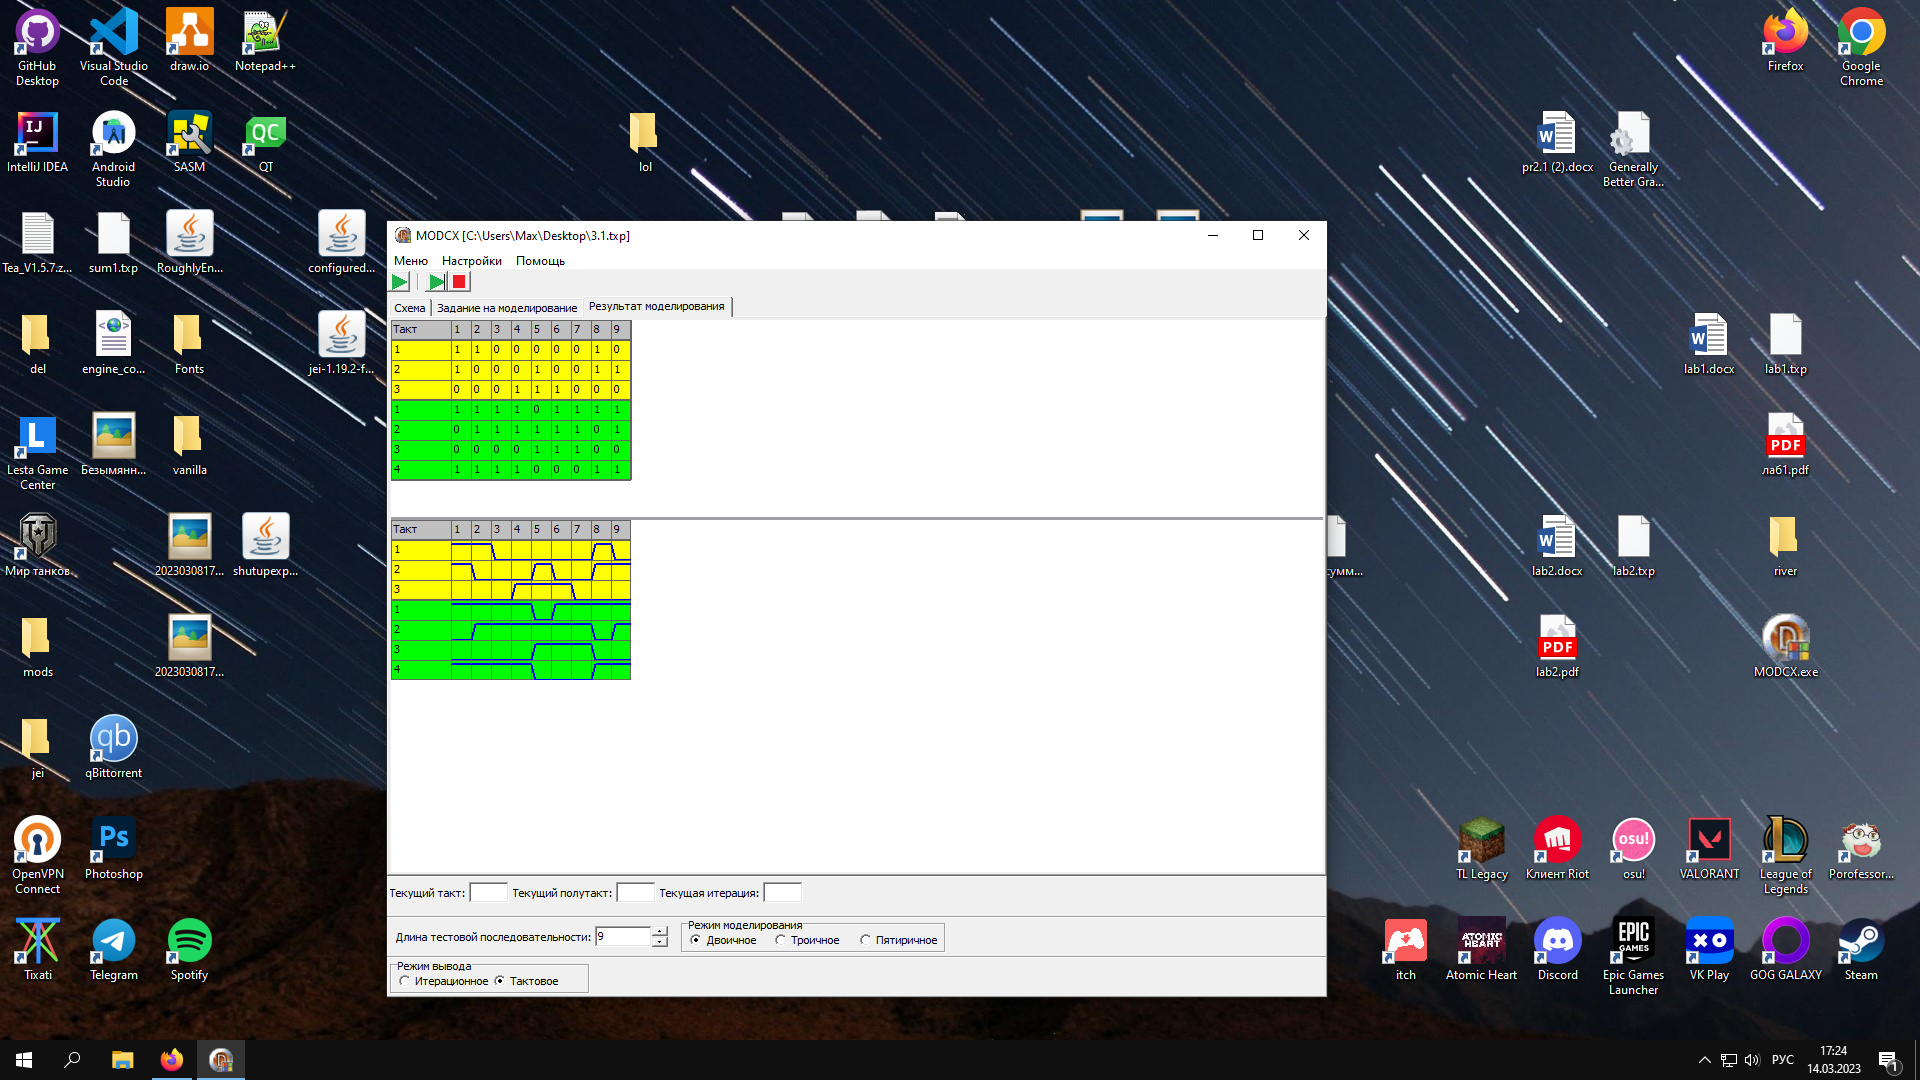 GitHub Desktop
Visual Studio Code
draw.io
Notepad++
Firefox
Google Chrome
IntelliJ IDEA
Android Studio
SASM
QT
lol
pr2.1 (2).docx
Generally Better Gra...
Tea_V1.5.7.z...
sum1.txp
RoughlyEn...
configured...
MODCX [C:\Users\Max\Desktop\3.1.txp]
Меню Настройки Помощь
Схема Задание на моделирование Результат моделирования
Такт 1 2 3 4 5 6 7 8 9
1 1 1 0 0 0 0 0 1 0
2 1 0 0 0 1 0 0 1 1
3 0 0 0 1 1 1 0 0 0
1 1 1 1 1 0 1 1 1 1
2 0 1 1 1 1 1 1 0 1
3 0 0 0 0 1 1 1 0 0
4 1 1 1 1 0 0 0 1 1
Такт 1 2 3 4 5 6 7 8 9
1
2
3
1
2
3
4
Текущий такт: Текущий полутакт: Текущая итерация:
Длина тестовой последовательности: 9
Режим моделирования
Двоичное Троичное Пятиричное
Режим вывода
Итерационное Тактовое
del
engine_co...
Fonts
jei-1.19.2-f...
lab1.docx
lab1.txp
Lesta Game Center
Безымянн...
vanilla
PDF
лаб1.pdf
Мир танков
2023030817...
shutupexp...
сумм...
lab2.docx
lab2.txp
river
mods
2023030817...
PDF
lab2.pdf
MODCX.exe
jei
qb
qBittorrent
OpenVPN Connect
Ps
Photoshop
TL Legacy
Клиент Riot
osu!
osu!
VALORANT
League of Legends
Porofessor...
Tixati
Telegram
Spotify
itch
ATOMIC HEART
Atomic Heart
Discord
EPIC GAMES
Epic Games Launcher
VK Play
GOG GALAXY
Steam
РУС
17:24
14.03.2023
1